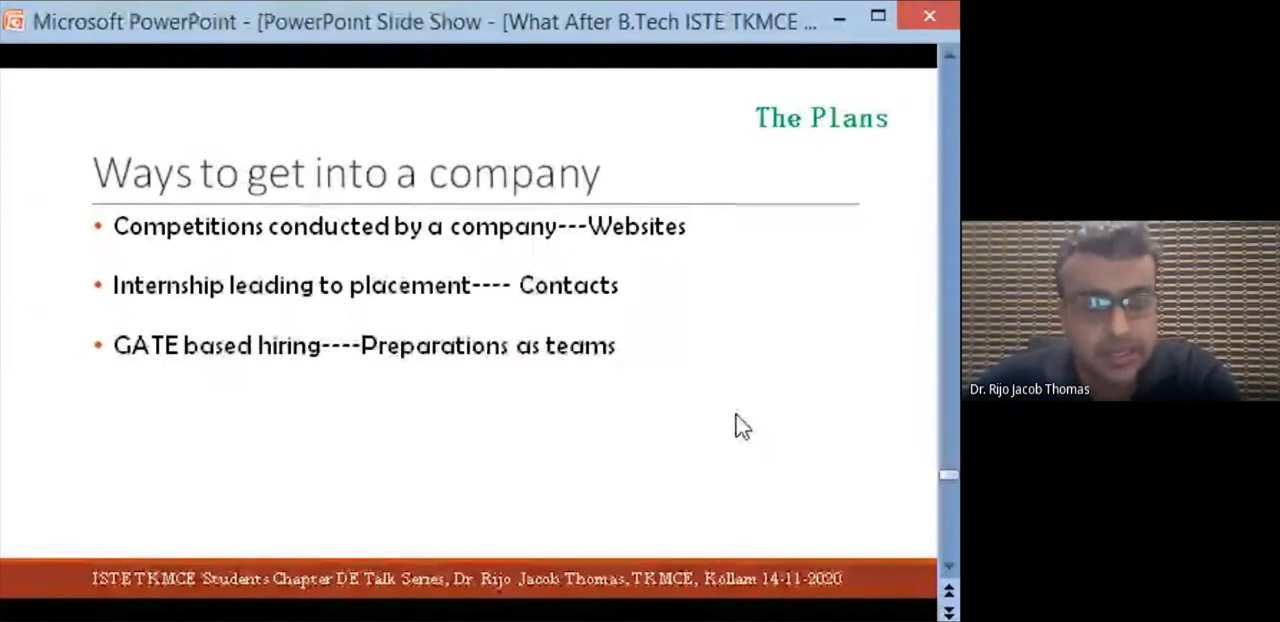 Microsoft PowerPoint - [PowerPoint Slide Show - [What After B.Tech ISTE TKMCE ...
The Plans
Ways to get into a company
• Competitions conducted by a company---Websites
• Internship leading to placement---- Contacts
• GATE based hiring----Preparations as teams
Dr. Rijo Jacob Thomas
ISTE TKMCE Students Chapter DE Talk Series, Dr. Rijo Jacob Thomas, TKMCE, Kollam 14-11-2020